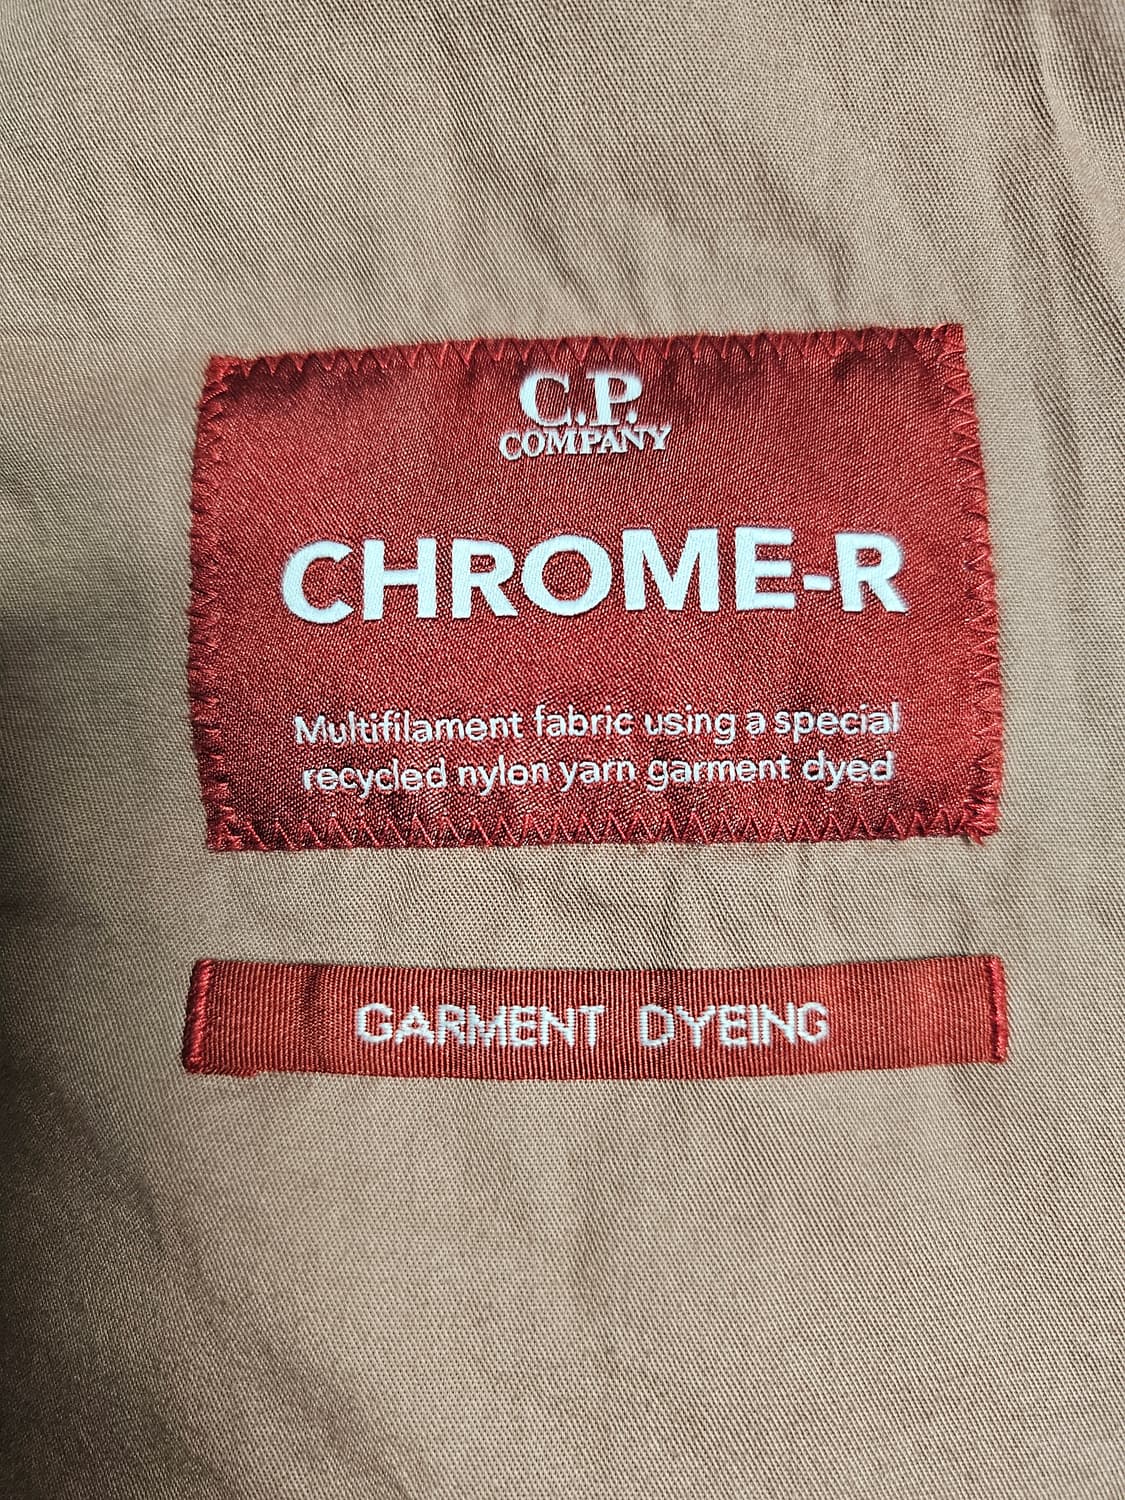 C.P.
COMPANY
CHROME-R
Multifilament fabric using a special
recycled nylon yarn garment dyed
GARMENT DYEING